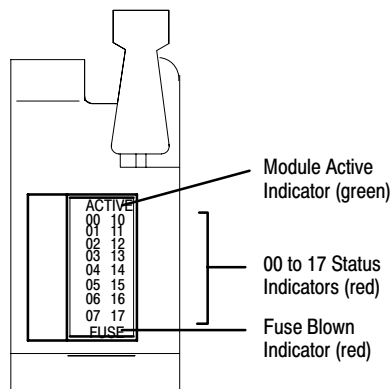 ACTIVE
00 10
01 11
02 12
03 13
04 14
05 15
06 16
07 17
FUSE
Module Active
Indicator (green)
00 to 17 Status
Indicators (red)
Fuse Blown
Indicator (red)